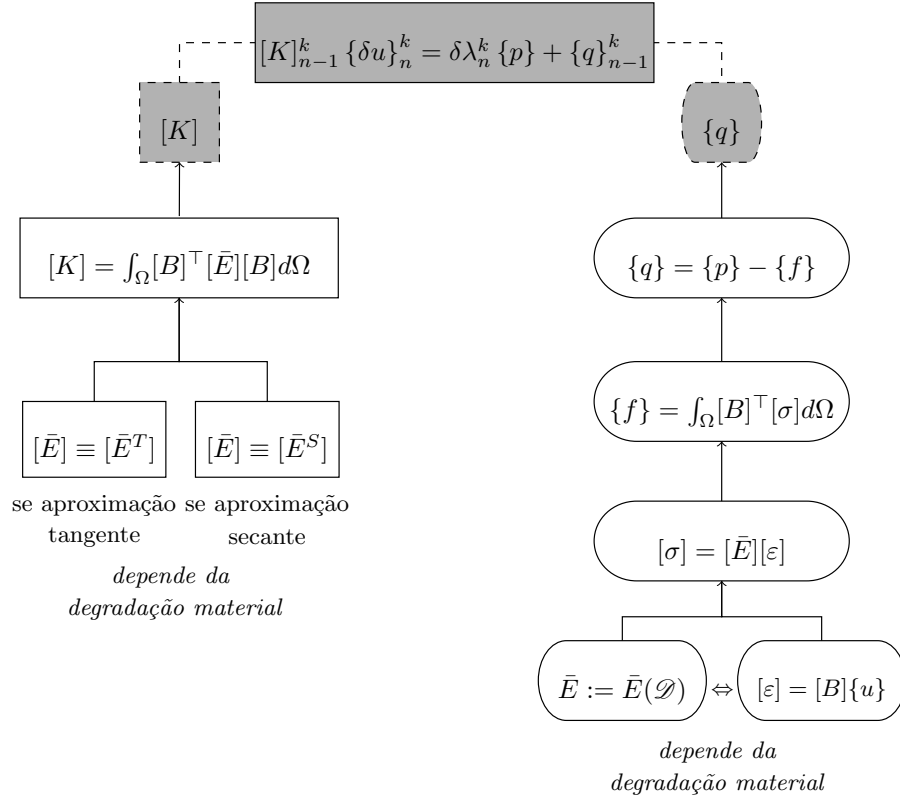 [K]^k_{n-1} {δu}^k_n = δλ^k_n {p} + {q}^k_{n-1}
[K]
{q}
[K] = ∫_Ω [B]^⊤ [Ē][B]dΩ
{q} = {p} − {f}
{f} = ∫_Ω [B]^⊤ [σ]dΩ
[Ē] ≡ [Ē^T]
[Ē] ≡ [Ē^S]
se aproximação
tangente
se aproximação
secante
depende da
degradação material
[σ] = [Ē][ε]
Ē := Ē(𝒟) ⇔ [ε] = [B]{u}
depende da
degradação material